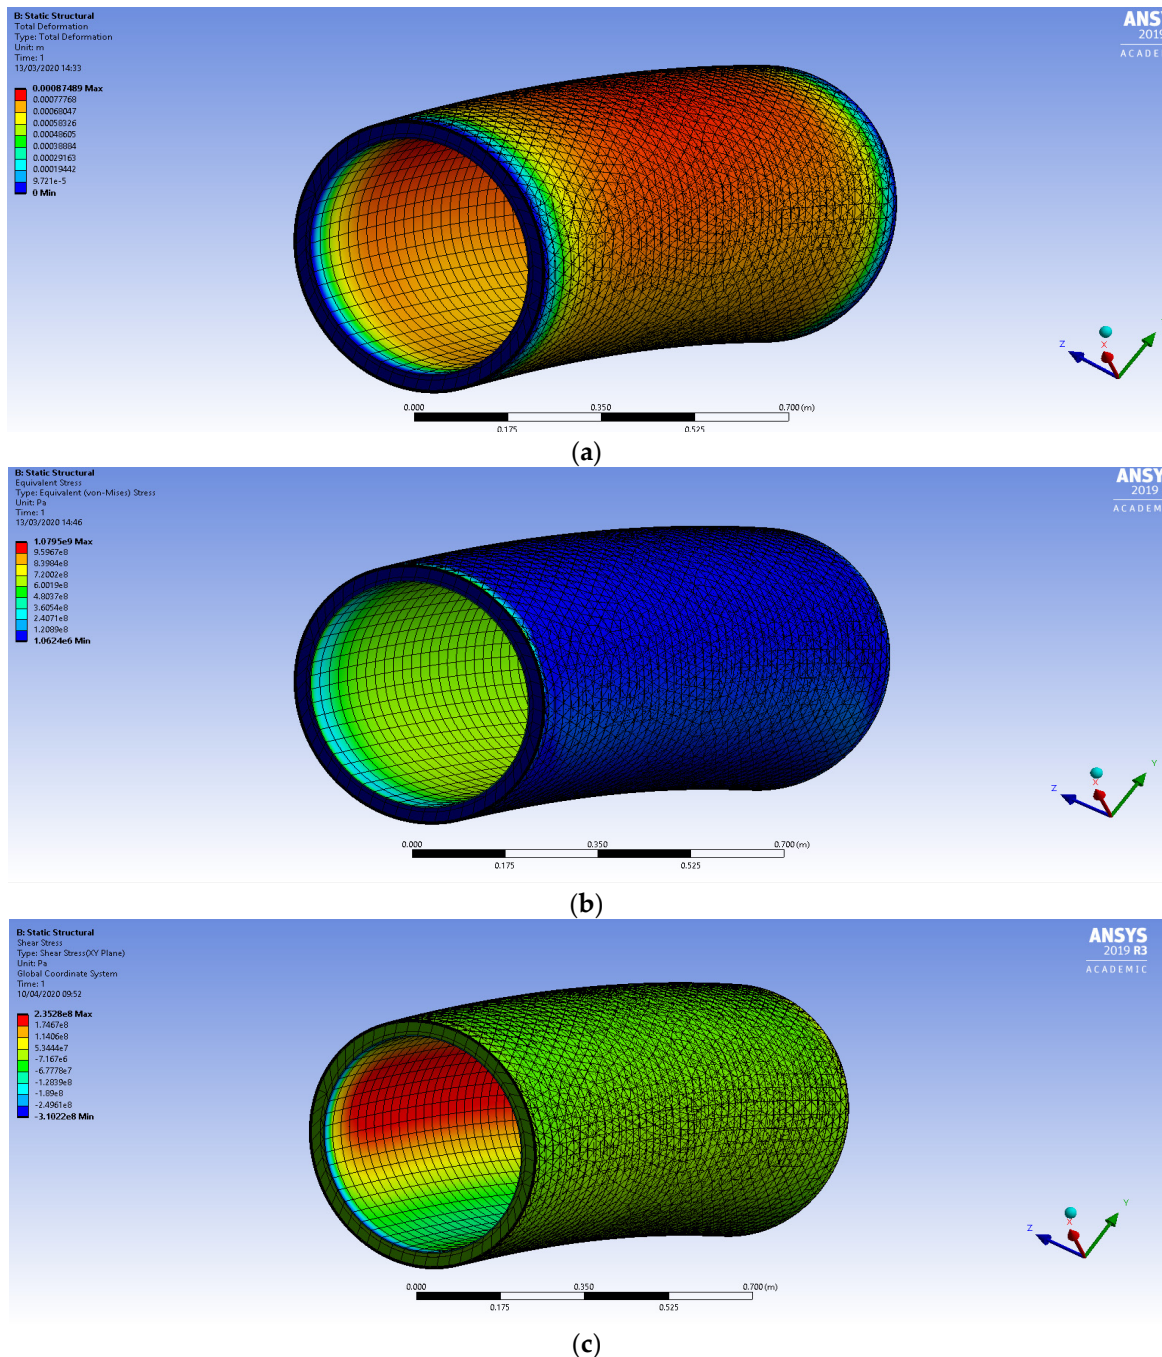 B: Static Structural
Total Deformation
Type: Total Deformation
Unit: m
Time: 1
13/03/2020 14:33
0.00087489 Max
0.00077768
0.00068047
0.00058326
0.00048605
0.00038884
0.00029163
0.00019442
9.721e-5
0 Min
ANSY
2019
ACADEM
Z
X
0.000
0.350
0.700 (m)
0.175
0.525
(a)
B: Static Structural
Equivalent Stress
Type: Equivalent (von-Mises) Stress
Unit: Pa
Time: 1
13/03/2020 14:46
1.0795e9 Max
9.5967e8
8.3984e8
7.2002e8
6.0019e8
4.8037e8
3.6054e8
2.4071e8
1.2089e8
1.0624e6 Min
ANSY
2019
ACADEM
Y
Z
X
0.000
0.350
0.700 (m)
0.175
0.525
(b)
B: Static Structural
Shear Stress
Type: Shear Stress(XY Plane)
Unit: Pa
Global Coordinate System
Time: 1
10/04/2020 09:52
2.3528e8 Max
1.7467e8
1.1406e8
5.3444e7
-7.167e6
-6.7778e7
-1.2839e8
-1.89e8
-2.4961e8
-3.1022e8 Min
ANSYS
2019 R3
ACADEMIC
Y
Z
X
0.000
0.350
0.700 (m)
0.175
0.525
(c)